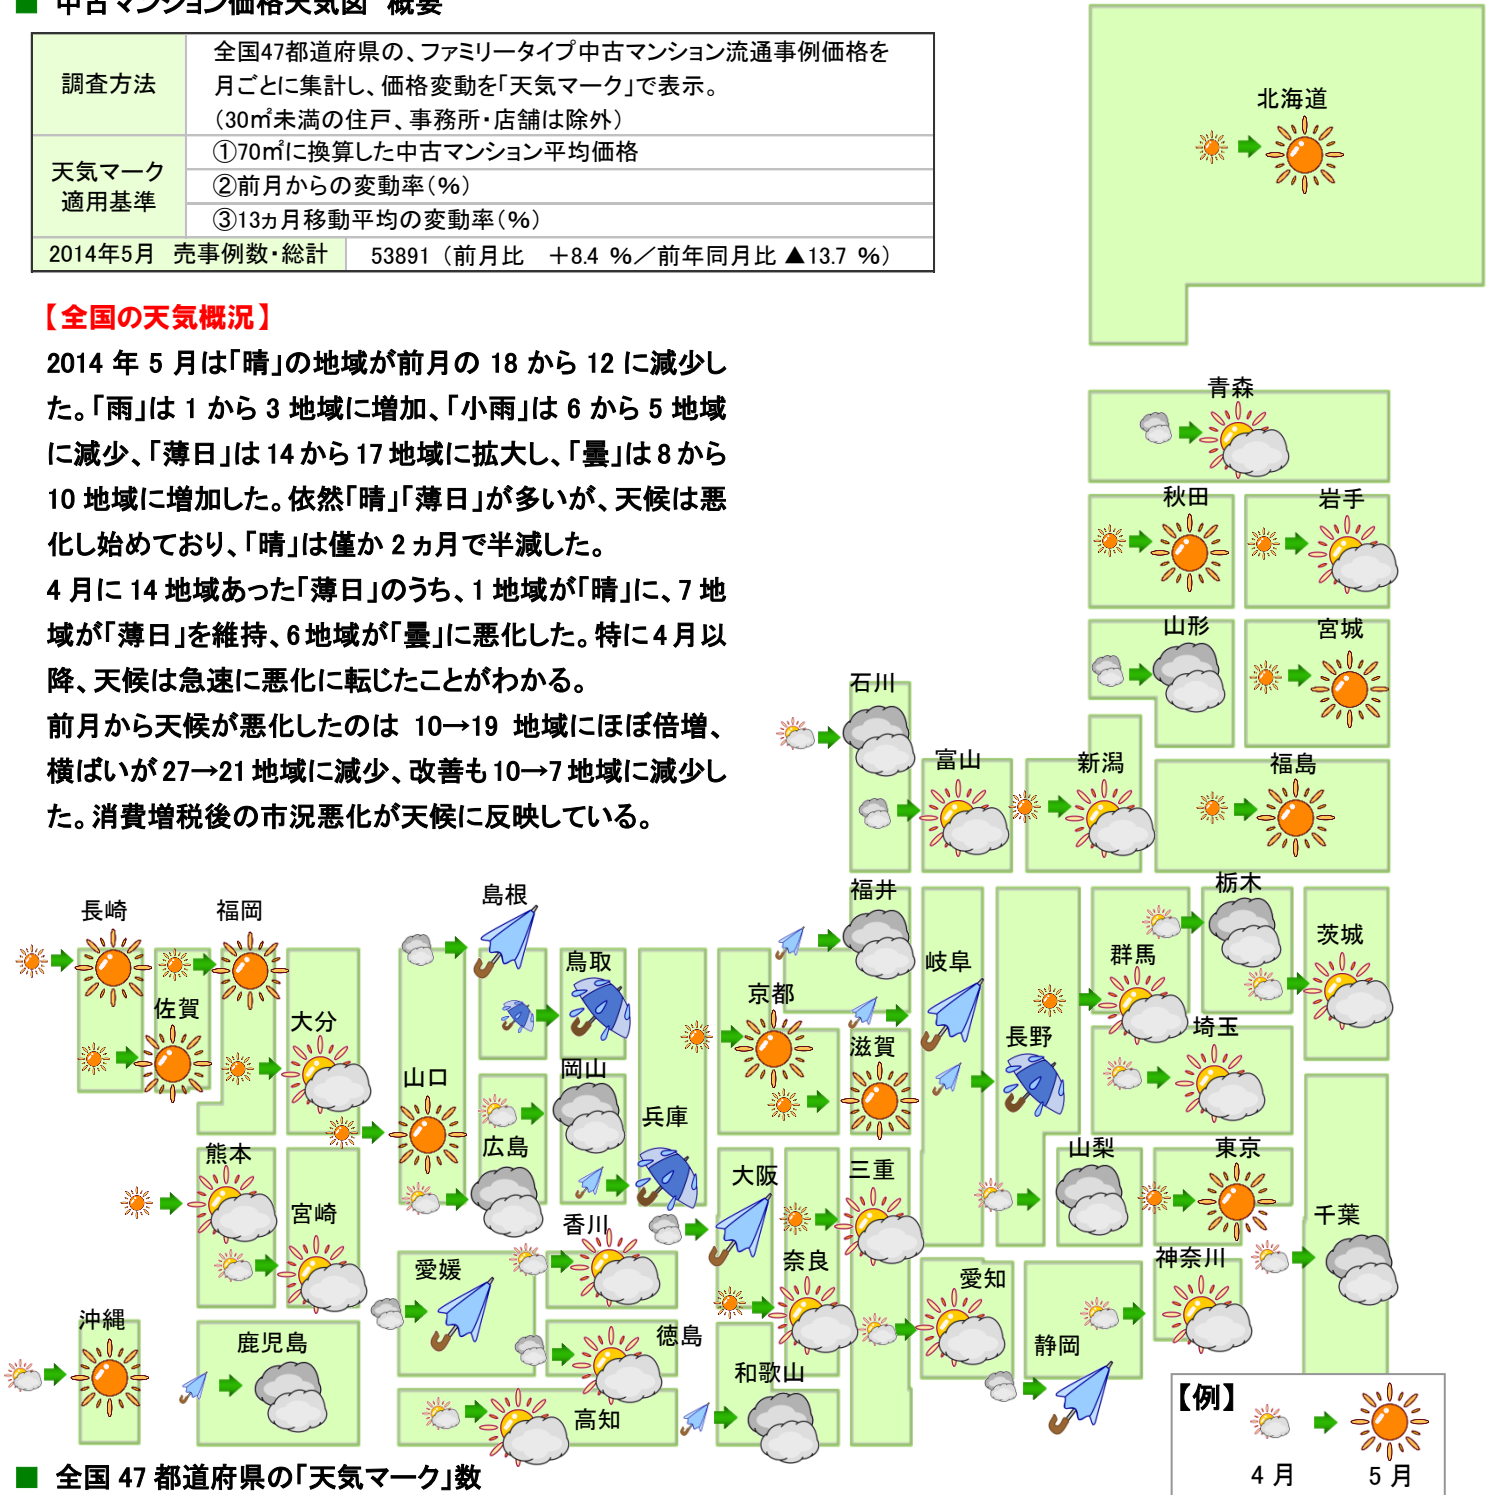 ■ 中古マンション価格天気図 概要
調査方法
全国47都道府県の、ファミリータイプ中古マンション流通事例価格を
月ごとに集計し、価格変動を「天気マーク」で表示。
（30㎡未満の住戸、事務所・店舗は除外）
天気マーク
適用基準
①70㎡に換算した中古マンション平均価格
②前月からの変動率（％）
③13ヵ月移動平均の変動率（％）
2014年5月 売事例数・総計
53891（前月比 ＋8.4 ％／前年同月比 ▲13.7 ％）
【全国の天気概況】
2014 年 5 月は「晴」の地域が前月の 18 から 12 に減少し
た。「雨」は 1 から 3 地域に増加、「小雨」は 6 から 5 地域
に減少、「薄日」は 14 から 17 地域に拡大し、「曇」は 8 から
10 地域に増加した。依然「晴」「薄日」が多いが、天候は悪
化し始めており、「晴」は僅か 2 ヵ月で半減した。
4 月に 14 地域あった「薄日」のうち、1 地域が「晴」に、7 地
域が「薄日」を維持、6 地域が「曇」に悪化した。特に 4 月以
降、天候は急速に悪化に転じたことがわかる。
前月から天候が悪化したのは 10→19 地域にほぼ倍増、
横ばいが 27→21 地域に減少、改善も 10→7 地域に減少し
た。消費増税後の市況悪化が天候に反映している。
北海道
青森
秋田
岩手
山形
宮城
石川
富山
新潟
福島
福井
栃木
島根
長崎
福岡
茨城
群馬
岐阜
鳥取
京都
佐賀
大分
埼玉
長野
滋賀
岡山
山口
兵庫
広島
山梨
東京
熊本
三重
大阪
宮崎
千葉
香川
神奈川
奈良
愛媛
愛知
沖縄
徳島
鹿児島
静岡
和歌山
高知
【例】
4 月
5 月
■ 全国 47 都道府県の「天気マーク」数